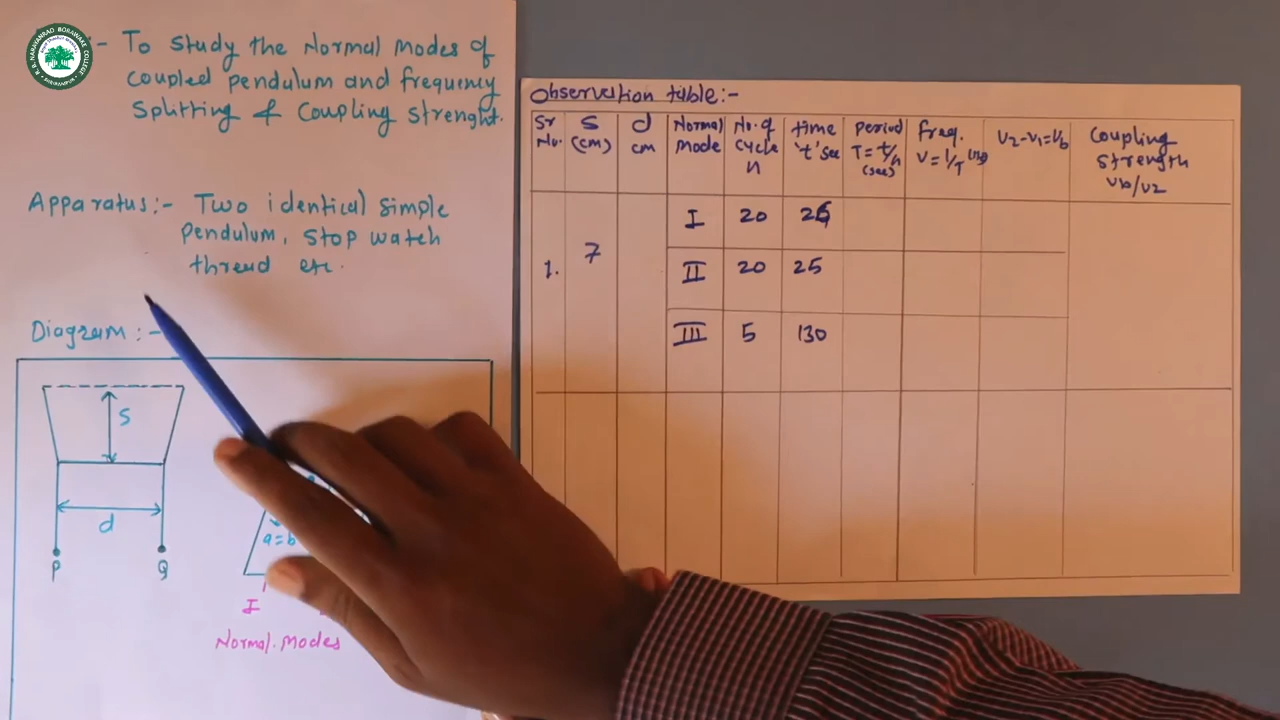 - To study the Normal Modes of
coupled pendulum and frequency
splitting & coupling strenght.
Apparatus:- Two identical simple
pendulum, stop watch
thread etc.
Diagram :-
S
d
P
Q
a=b
I
Normal. Modes
Observation table:-
Sr No. S (cm) d cm Normal mode No. of cycle n time 't' sec period T = t/n (sec) freq. ν = 1/T (Hz) ν2-ν1=νb Coupling strength νb/ν2
1. 7
I 20
II 20 25
III 5 130